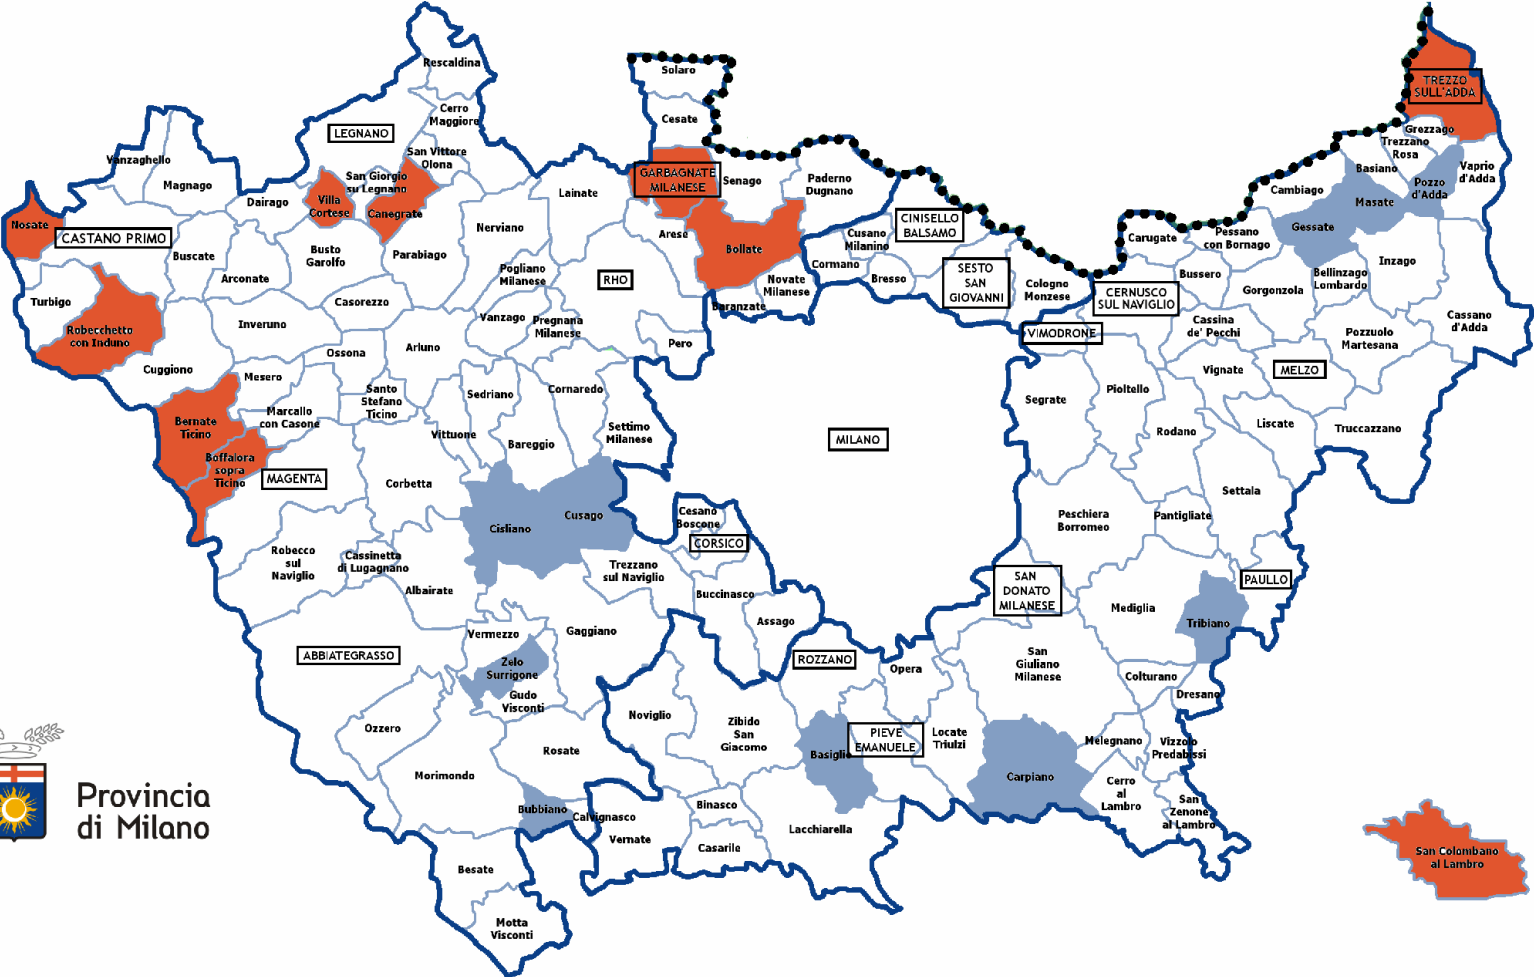 Rescaldina
Solaro
TREZZO
SULL'ADDA
Cerro
Maggiore
Cesate
LEGNANO
Grezzago
Trezzano
Rosa
San Vittore
Olona
Vanzaghello
Magnago
San Giorgio
su Legnano
GARBAGNATE
MILANESE
Senago
Paderno
Dugnano
Basiano
Vaprio
d'Adda
Pozzo
d'Adda
Cambiago
Masate
Lainate
Dairago
Villa
Cortese
Canegrate
Nosate
CASTANO PRIMO
Nerviano
Arese
Bollate
Cusano
Milanino
CINISELLO
BALSAMO
Carugate
Pessano
con Bornago
Gessate
Buscate
Busto
Garolfo
Parabiago
Arconate
Pogliano
Milanese
RHO
Cormano
Bresso
SESTO
SAN
GIOVANNI
Cologno
Monzese
Bussero
CERNUSCO
SUL NAVIGLIO
Gorgonzola
Bellinzago
Lombardo
Inzago
Novate
Milanese
Baranzate
Turbigo
Casorezzo
Robecchetto
con Induno
Inveruno
Vanzago
Pregnana
Milanese
Pero
VIMODRONE
Cassina
de' Pecchi
Pozzuolo
Martesana
Cassano
d'Adda
Ossona
Arluno
Cuggiono
Mesero
Vignate
MELZO
Santo
Stefano
Ticino
Sedriano
Cornaredo
Segrate
Pioltello
Bernate
Ticino
Marcallo
con Casone
Vittuone
Bareggio
Settimo
Milanese
MILANO
Rodano
Liscate
Truccazzano
Boffalora
sopra
Ticino
MAGENTA
Corbetta
Settala
Cisliano
Cusago
Cesano
Boscone
CORSICO
Peschiera
Borromeo
Pantigliate
Robecco
sul
Naviglio
Cassinetta
di Lugagnano
Albairate
Trezzano
sul Naviglio
Buccinasco
Assago
SAN
DONATO
MILANESE
PAULLO
Mediglia
Tribiano
Vermezzo
Gaggiano
ABBIATEGRASSO
Zelo
Surrigone
Gudo
Visconti
ROZZANO
Opera
San
Giuliano
Milanese
Colturano
Dresano
Ozzero
Noviglio
Zibido
San
Giacomo
Basiglio
PIEVE
EMANUELE
Locate
Triulzi
Melegnano
Vizzolo
Predabissi
Rosate
Morimondo
Carpiano
Cerro
al
Lambro
San
Zenone
al Lambro
Provincia
di Milano
Bubbiano
Calvignasco
Binasco
Vernate
Casarile
Lacchiarella
San Colombano
al Lambro
Besate
Motta
Visconti